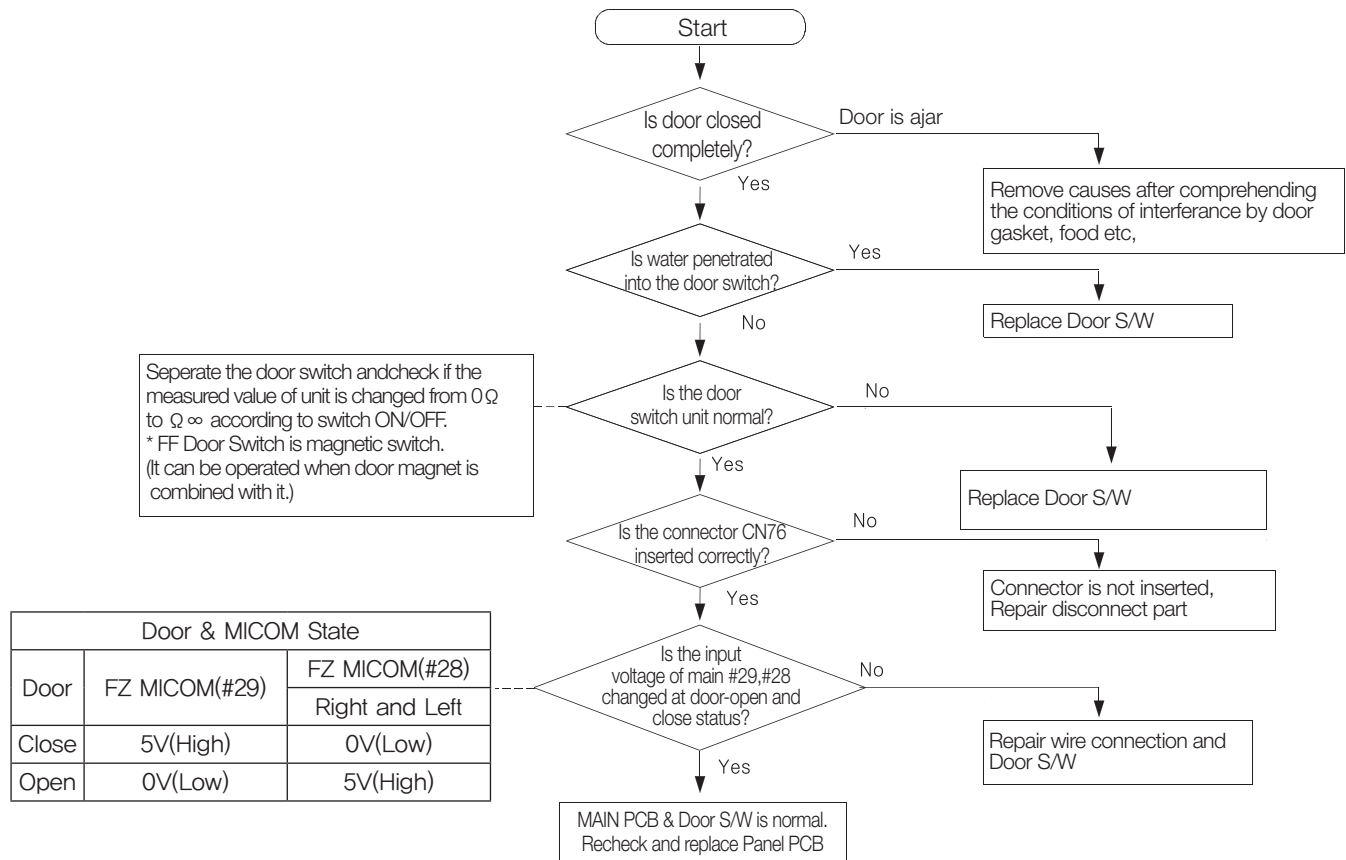 Start
Is door closed
completely?
Door is ajar
Yes
Remove causes after comprehending
the conditions of interferance by door
gasket, food etc,
Is water penetrated
into the door switch?
Yes
No
Replace Door S/W
Seperate the door switch andcheck if the
measured value of unit is changed from 0Ω
to Ω∞ according to switch ON/OFF.
* FF Door Switch is magnetic switch.
(It can be operated when door magnet is
combined with it.)
Is the door
switch unit normal?
No
Yes
Replace Door S/W
Is the connector CN76
inserted correctly?
No
Yes
Connector is not inserted,
Repair disconnect part
Door & MICOM State
Door
FZ MICOM(#29)
FZ MICOM(#28)
Right and Left
Close 5V(High) 0V(Low)
Open 0V(Low) 5V(High)
Is the input
voltage of main #29,#28
changed at door-open and
close status?
No
Yes
Repair wire connection and
Door S/W
MAIN PCB & Door S/W is normal.
Recheck and replace Panel PCB